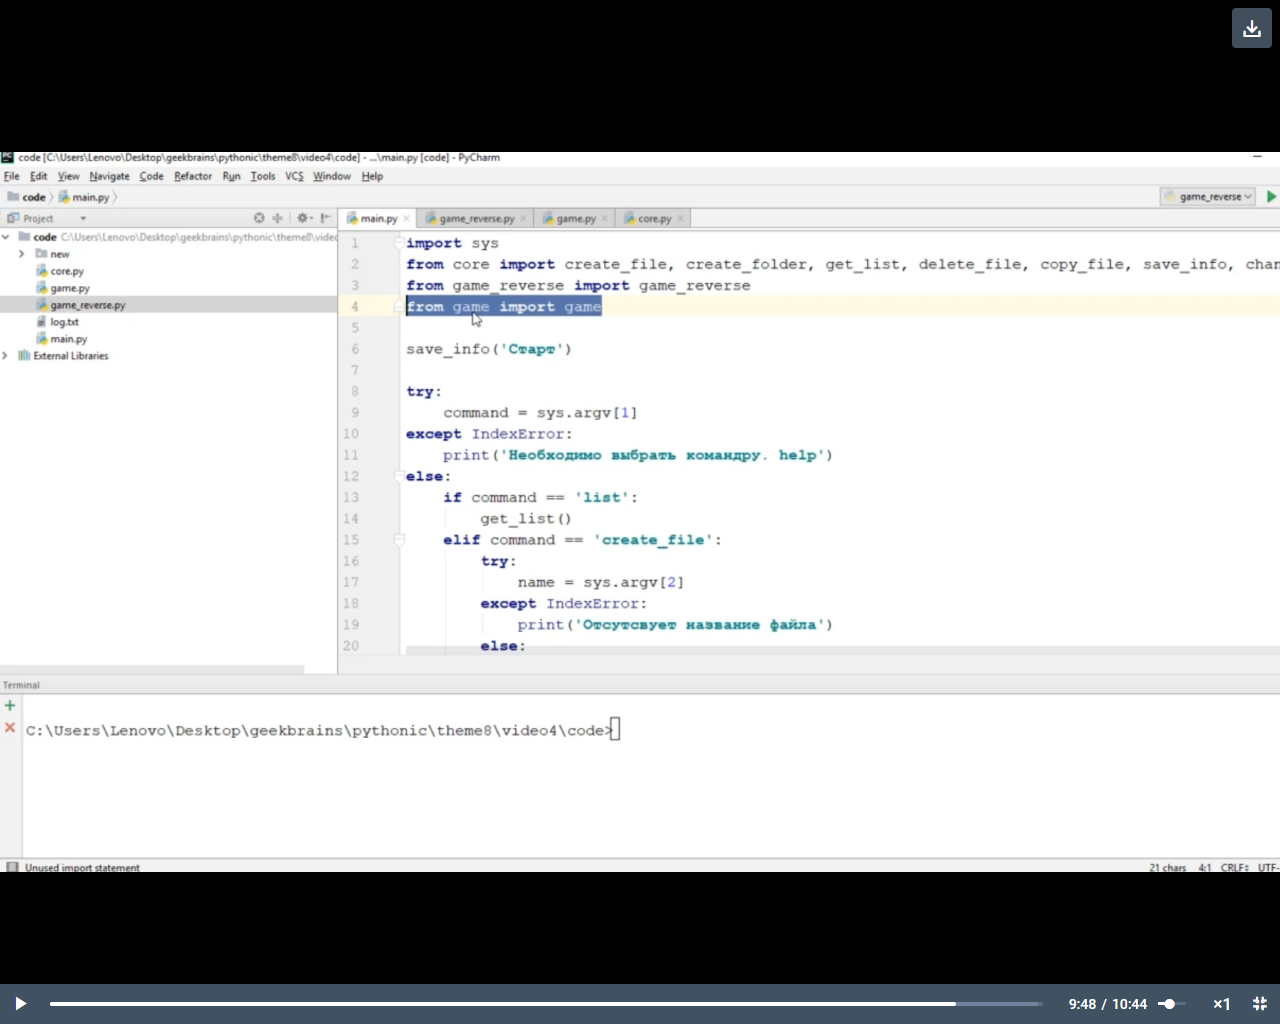 code [C:\Users\Lenovo\Desktop\geekbrains\pythonic\theme8\video4\code] - ...\main.py [code] - PyCharm
File Edit View Navigate Code Refactor Run Tools VCS Window Help
code main.py game_reverse
Project main.py game_reverse.py game.py core.py
code C:\Users\Lenovo\Desktop\geekbrains\pythonic\theme8\videc
new
core.py
game.py
game_reverse.py
log.txt
main.py
External Libraries
1 import sys
2 from core import create_file, create_folder, get_list, delete_file, copy_file, save_info, chan
3 from game_reverse import game_reverse
4 from game import game
5
6 save_info('Старт')
7
8 try:
9 command = sys.argv[1]
10 except IndexError:
11 print('Необходимо выбрать командру. help')
12 else:
13 if command == 'list':
14 get_list()
15 elif command == 'create_file':
16 try:
17 name = sys.argv[2]
18 except IndexError:
19 print('Отсутсвует название файла')
20 else:
Terminal
C:\Users\Lenovo\Desktop\geekbrains\pythonic\theme8\video4\code>
Unused import statement 21 chars 4:1 CRLF: UTF-
9:48 / 10:44 ×1